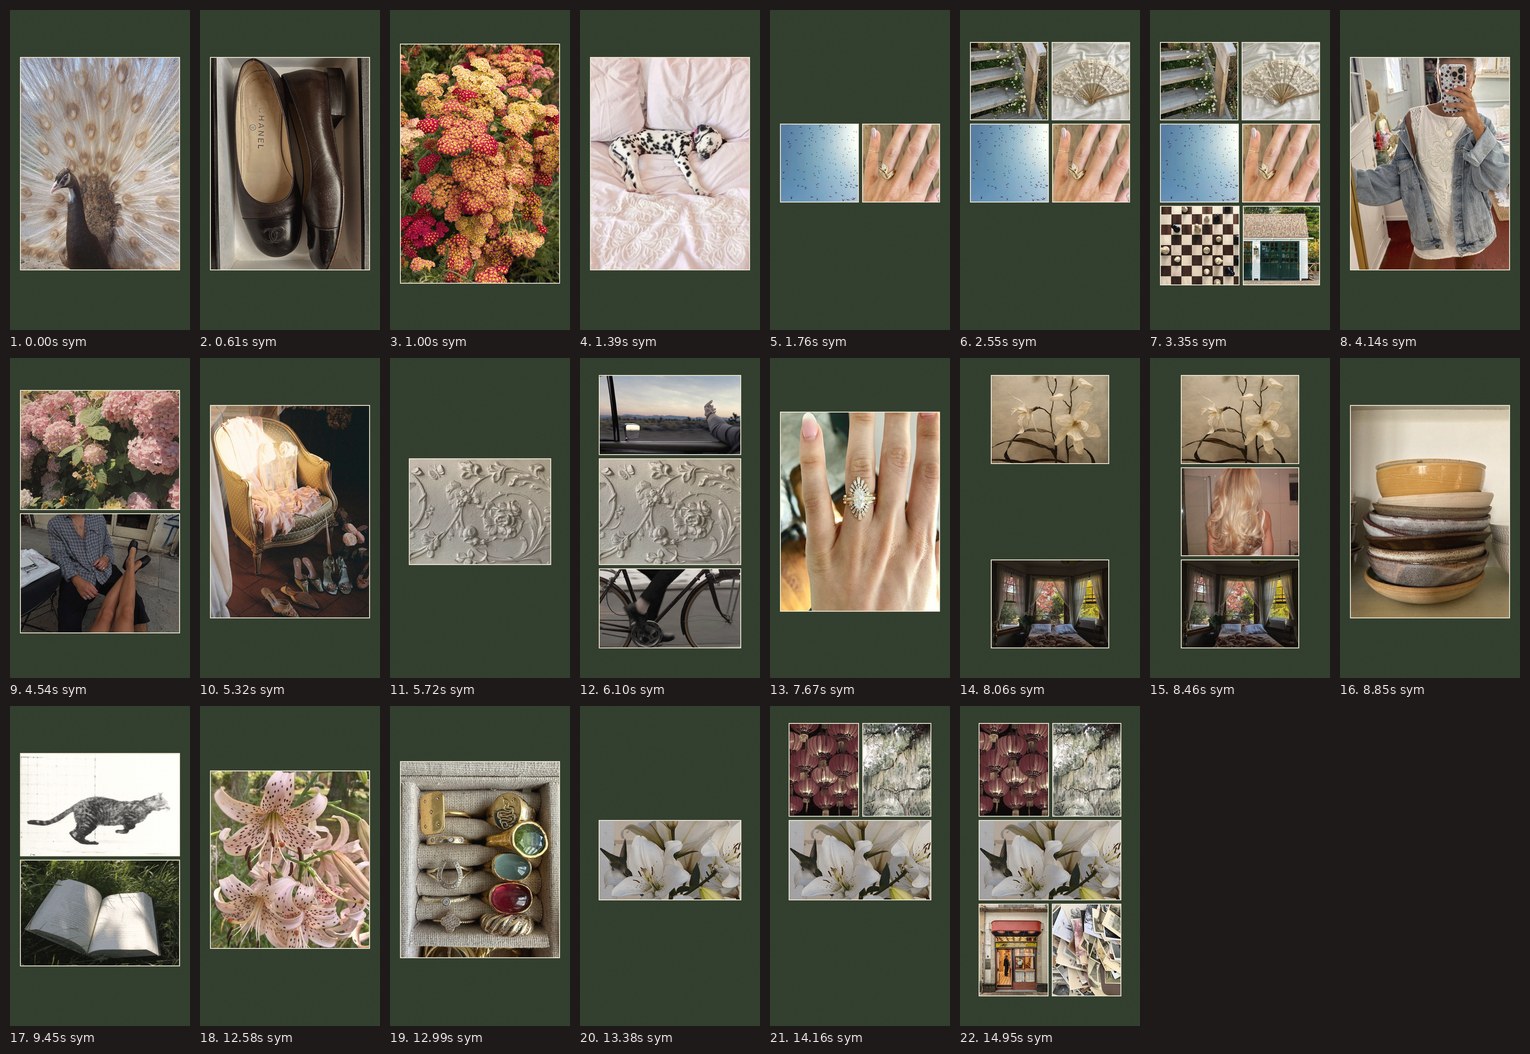 HANEL
1. 0.00s sym
2. 0.61s sym
3. 1.00s sym
4. 1.39s sym
5. 1.76s sym
6. 2.55s sym
7. 3.35s sym
8. 4.14s sym
9. 4.54s sym
10. 5.32s sym
11. 5.72s sym
12. 6.10s sym
13. 7.67s sym
14. 8.06s sym
15. 8.46s sym
16. 8.85s sym
17. 9.45s sym
18. 12.58s sym
19. 12.99s sym
20. 13.38s sym
21. 14.16s sym
22. 14.95s sym